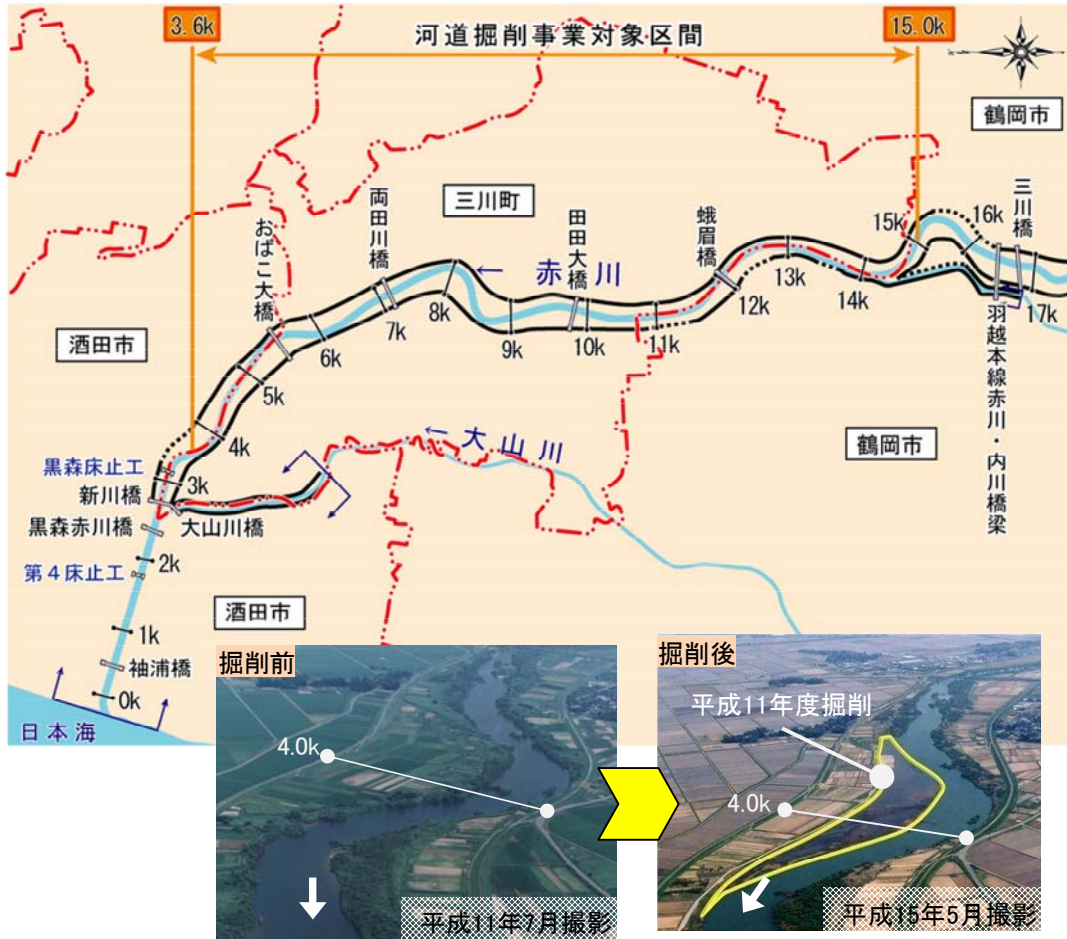 3.6k
河道掘削事業対象区間
15.0k
鶴岡市
三川橋
16k
15k
三川町
両田川橋
おばこ大橋
田田大橋
蛾眉橋
←赤川
13k
14k
12k
17k
羽越本線赤川・内川橋梁
8k
7k
9k
10k
11k
6k
酒田市
5k
4k
←大山川
鶴岡市
黒森床止工
3k
新川橋
大山川橋
黒森赤川橋
2k
第4床止工
酒田市
1k
袖浦橋
0k
日本海
掘削前
4.0k
平成11年7月撮影
掘削後
平成11年度掘削
4.0k
平成15年5月撮影